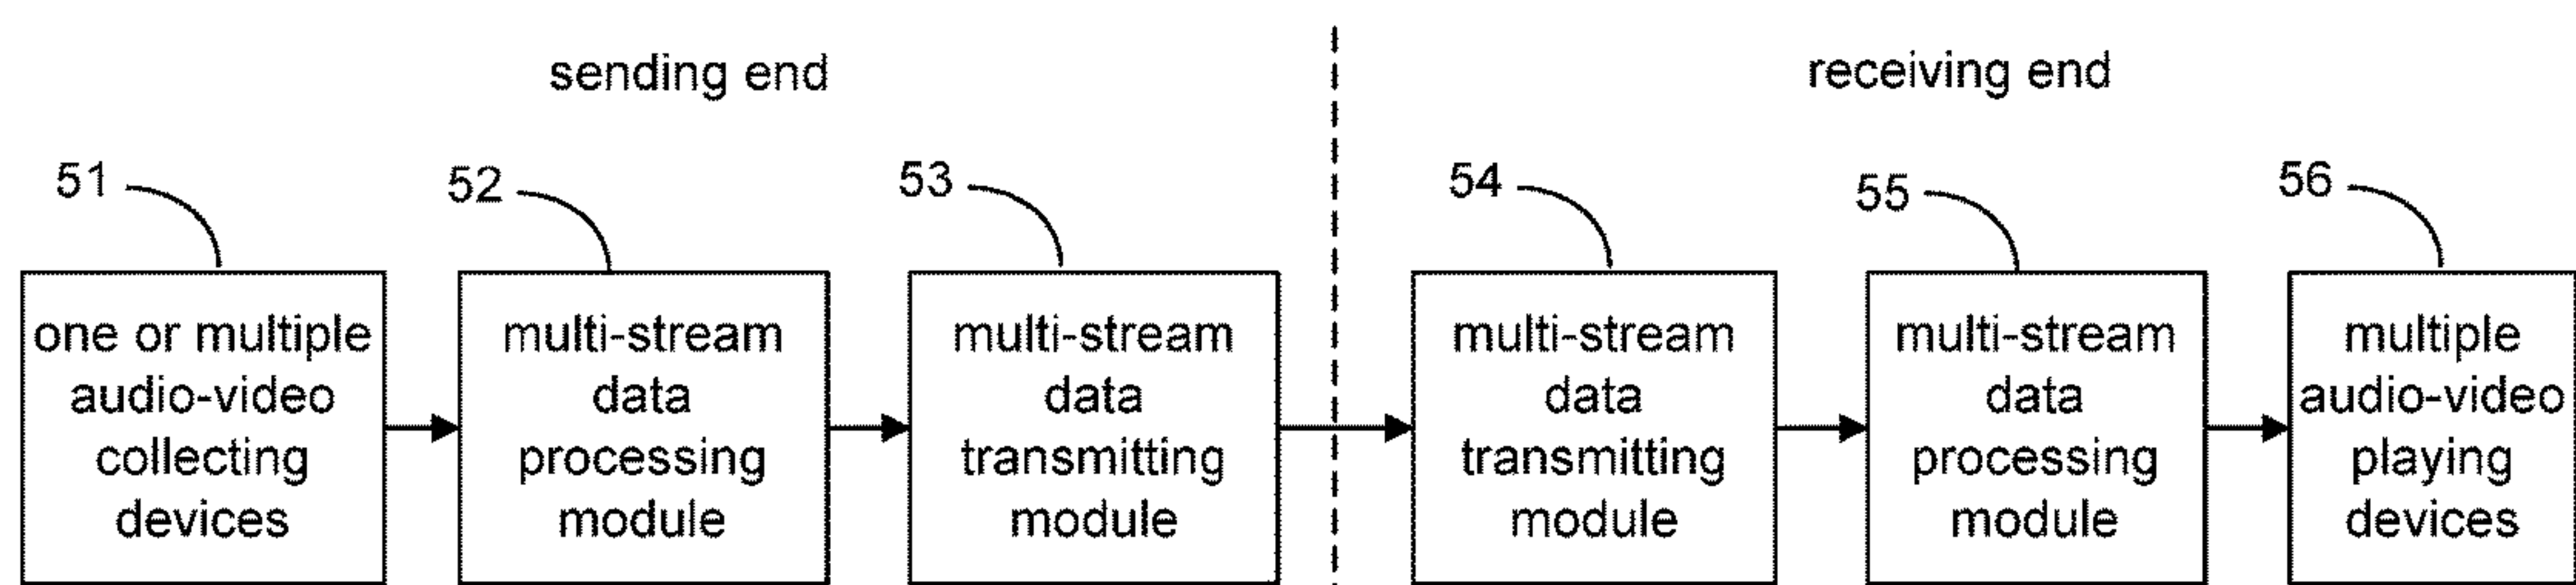 sending end
receiving end
51
52
53
54
55
56
one or multiple
audio-video
collecting
devices
multi-stream
data
processing
module
multi-stream
data
transmitting
module
multi-stream
data
transmitting
module
multi-stream
data
processing
module
multiple
audio-video
playing
devices